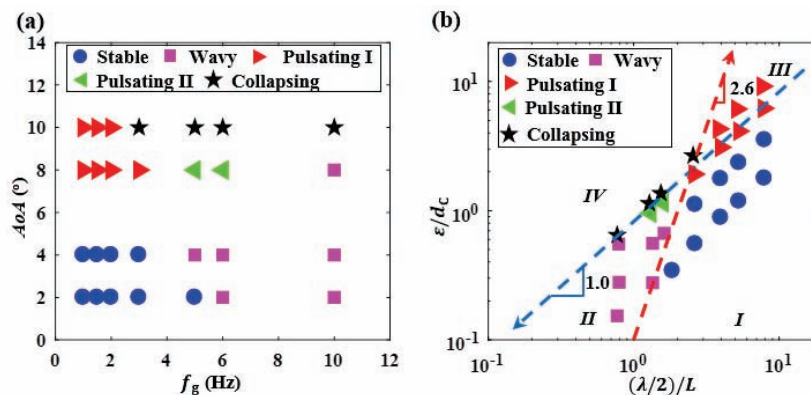 (a)
14
12
10
8
6
4
2
0
AoA (°)
Stable Wavy Pulsating I
Pulsating II Collapsing
0 2 4 6 8 10 12
f_g (Hz)
(b)
10^1
10^0
10^-1
ε/d_C
Stable Wavy
Pulsating I
Pulsating II
Collapsing
III
2.6
IV
1.0
II
I
10^-1 10^0 10^1
(λ/2)/L